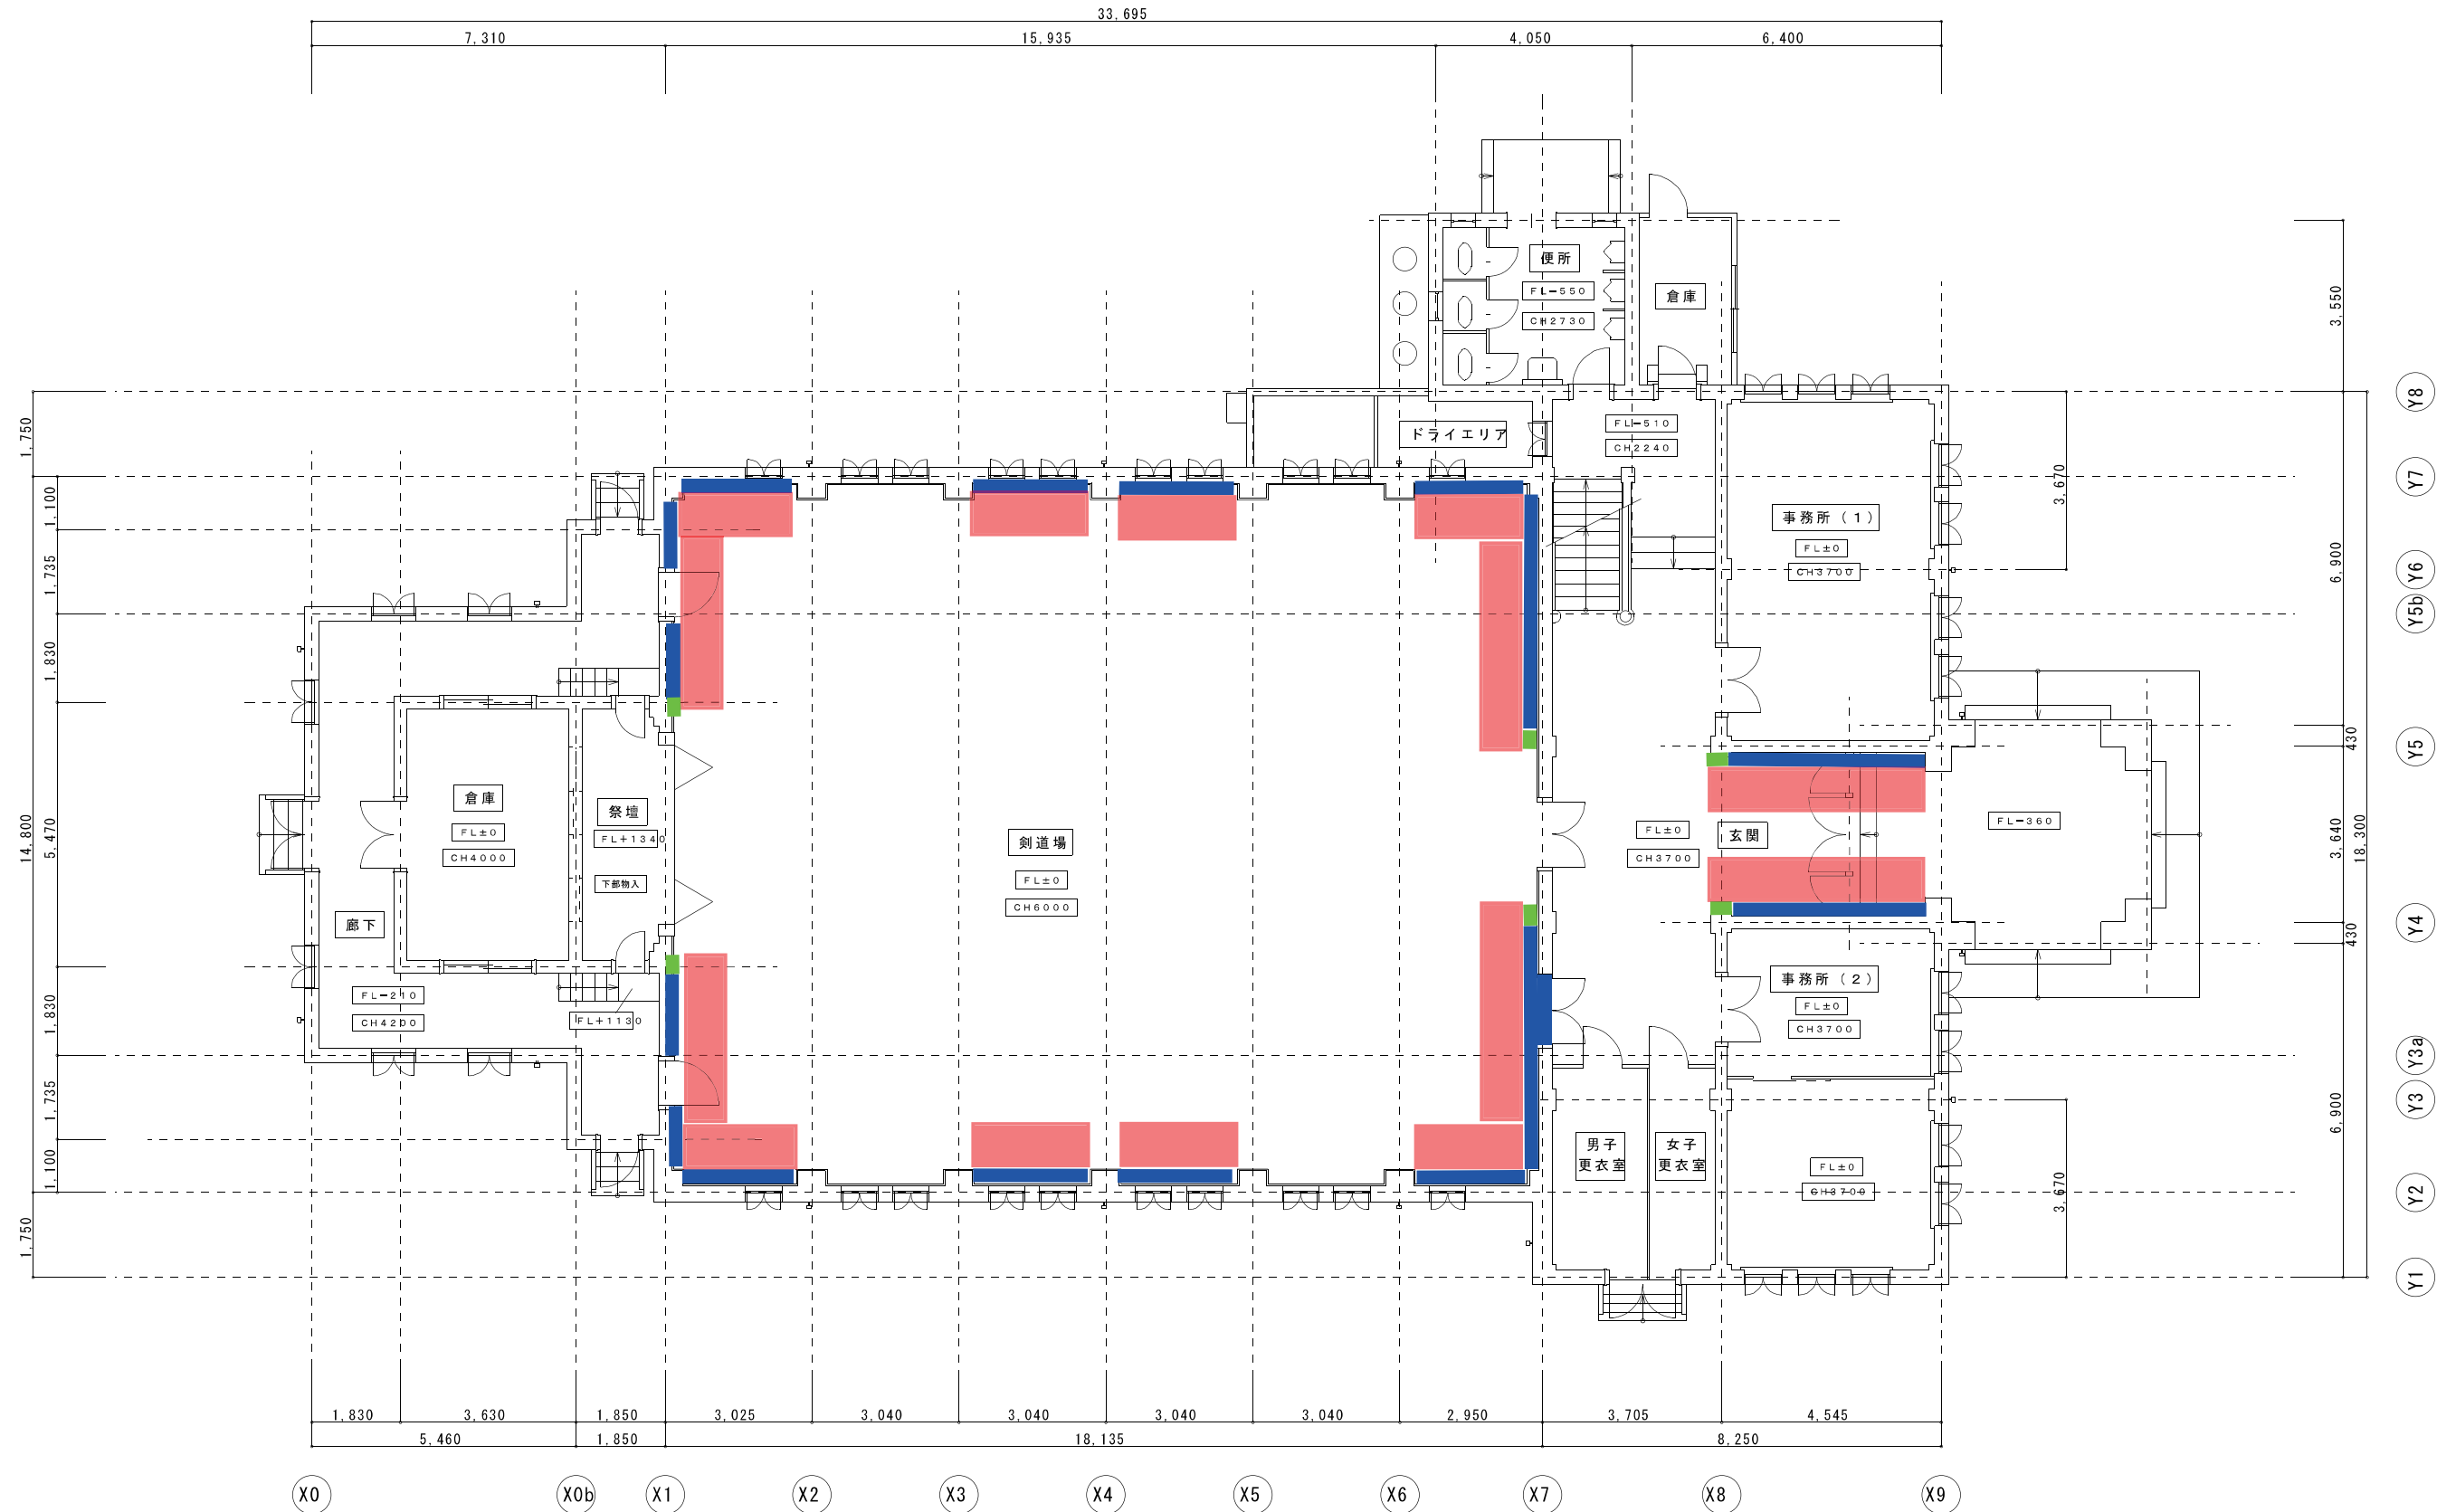 33,695
7,310
15,935
4,050
6,400
便所
FL-550
CH2730
倉庫
3,550
Y8
1,750
ドライエリア
FL-510
CH2240
3,670
Y7
1,100
事務所(1)
FL±0
CH3700
6,900
Y6
1,735
Y5b
1,830
430
Y5
倉庫
FL±0
CH4000
祭壇
FL+1340
下部物入
剣道場
FL±0
CH6000
FL±0
CH3700
玄関
FL-360
14,800
5,470
3,640
18,300
廊下
Y4
430
FL-210
CH4200
FL+1130
事務所(2)
FL±0
CH3700
1,830
Y3a
1,735
Y3
6,900
男子
更衣室
女子
更衣室
FL±0
CH3700
1,100
3,670
Y2
1,750
Y1
1,830
3,630
1,850
3,025
3,040
3,040
3,040
3,040
2,950
3,705
4,545
5,460
1,850
18,135
8,250
X0
X0b
X1
X2
X3
X4
X5
X6
X7
X8
X9